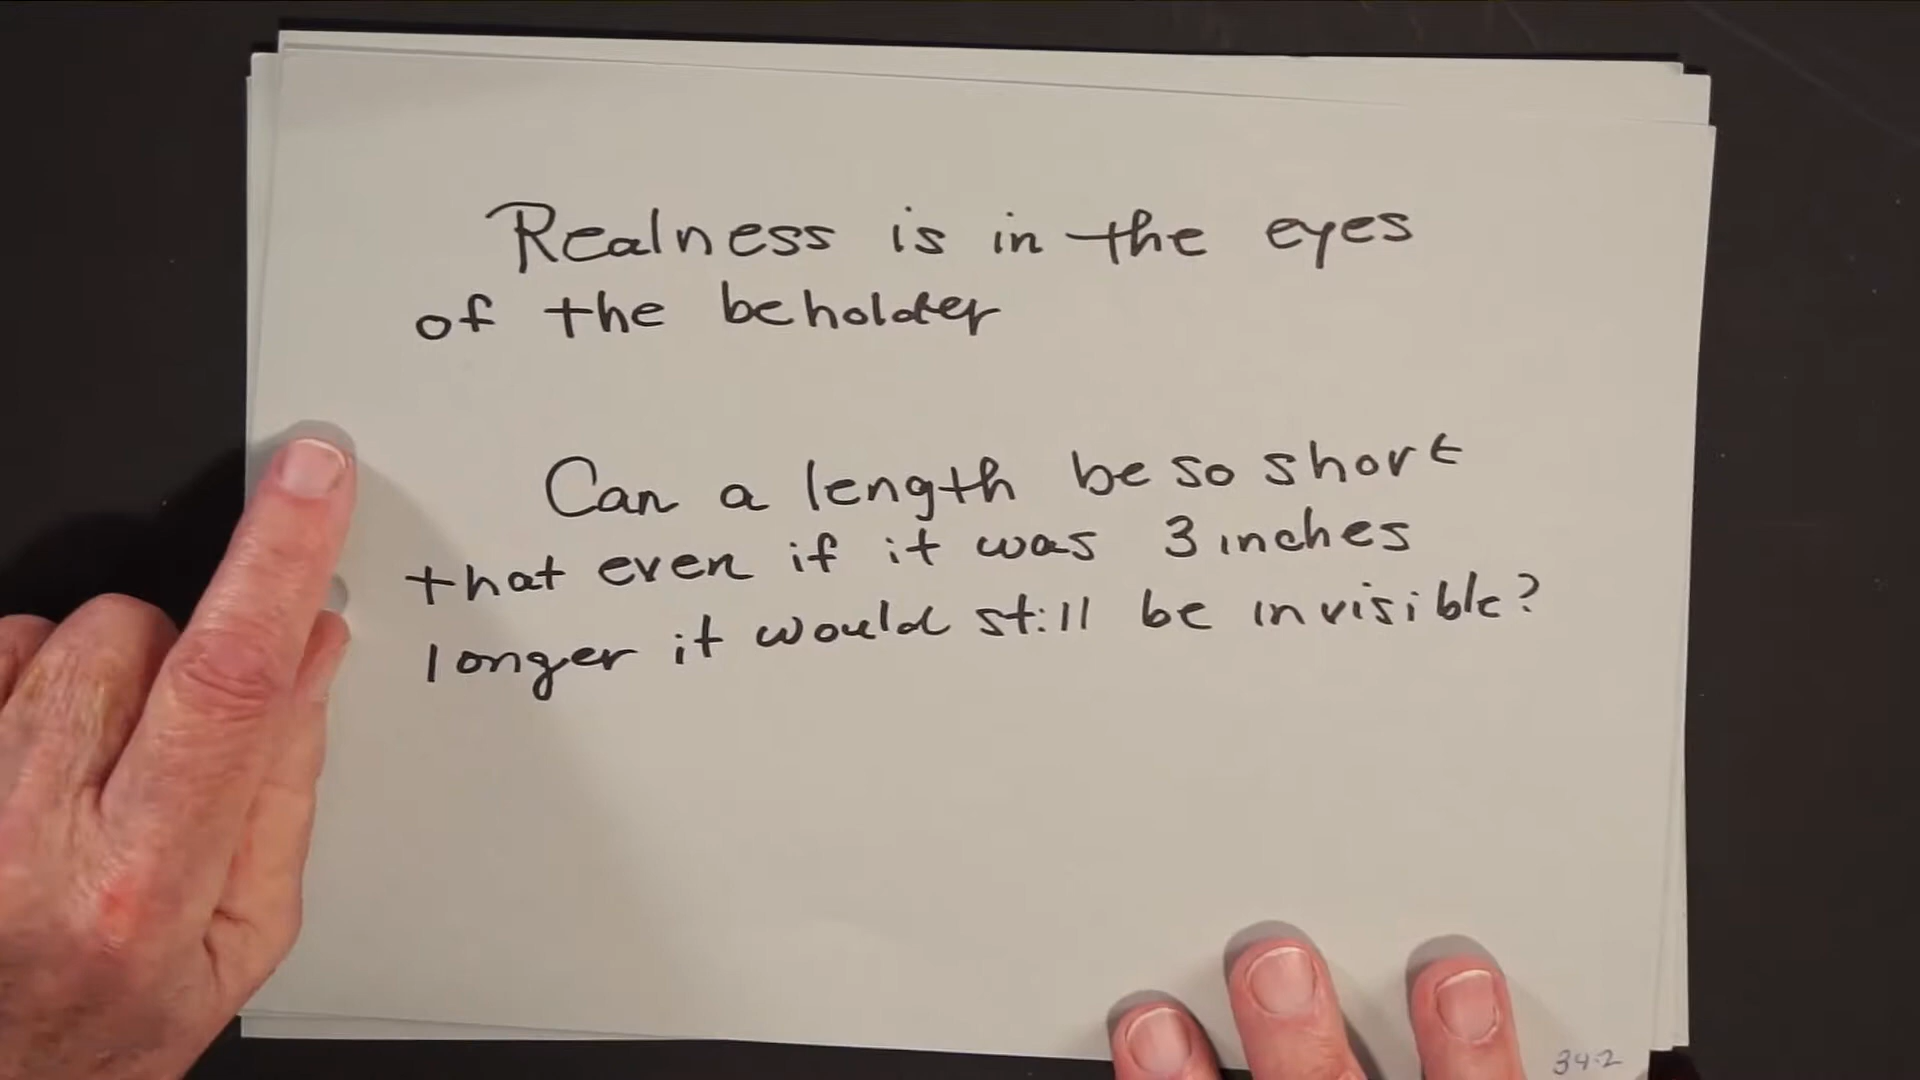 Realness is in the eyes
of the beholder
Can a length be so short
that even if it was 3 inches
longer it would still be invisible?
34.2